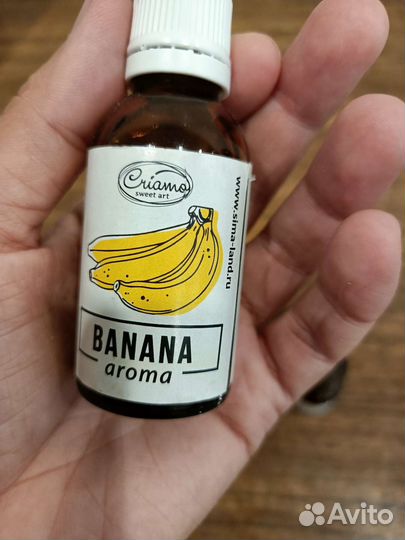 Criamo
sweet art
www.sima-land.ru
BANANA
aroma
Avito